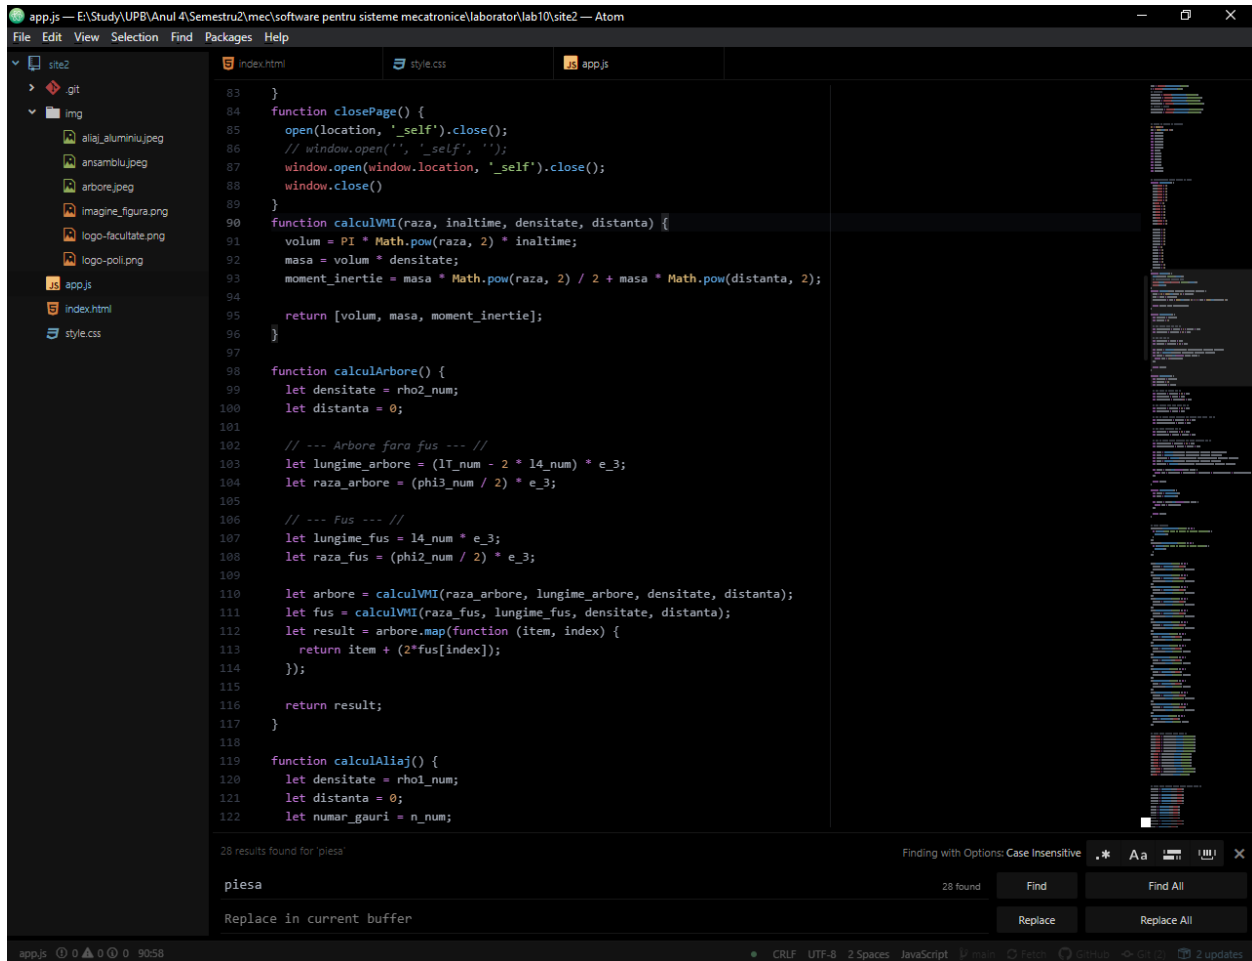 app.js — E:\Study\UPB\Anul 4\Semestru2\mec\software pentru sisteme mecatronice\laborator\lab10\site2 — Atom
File Edit View Selection Find Packages Help
site2
.git
img
aliaj_aluminiu.jpeg
ansamblu.jpeg
arbore.jpeg
imagine_figura.png
logo-facultate.png
logo-poli.png
app.js
index.html
style.css
index.html style.css app.js
83 }
84 function closePage() {
85 open(location, '_self').close();
86 // window.open('', '_self', '');
87 window.open(window.location, '_self').close();
88 window.close()
89 }
90 function calculVMI(raza, inaltime, densitate, distanta) {
91 volum = PI * Math.pow(raza, 2) * inaltime;
92 masa = volum * densitate;
93 moment_inertie = masa * Math.pow(raza, 2) / 2 + masa * Math.pow(distanta, 2);
94
95 return [volum, masa, moment_inertie];
96 }
97
98 function calculArbore() {
99 let densitate = rho2_num;
100 let distanta = 0;
101
102 // --- Arbore fara fus --- //
103 let lungime_arbore = (lT_num - 2 * l4_num) * e_3;
104 let raza_arbore = (phi3_num / 2) * e_3;
105
106 // --- Fus --- //
107 let lungime_fus = l4_num * e_3;
108 let raza_fus = (phi2_num / 2) * e_3;
109
110 let arbore = calculVMI(raza_arbore, lungime_arbore, densitate, distanta);
111 let fus = calculVMI(raza_fus, lungime_fus, densitate, distanta);
112 let result = arbore.map(function (item, index) {
113 return item + (2*fus[index]);
114 });
115
116 return result;
117 }
118
119 function calculAliaj() {
120 let densitate = rho1_num;
121 let distanta = 0;
122 let numar_gauri = n_num;
28 results found for 'piesa' Finding with Options: Case Insensitive .* Aa
piesa 28 found Find Find All
Replace in current buffer Replace Replace All
app.js 0 0 0 90:58 CRLF UTF-8 2 Spaces JavaScript main Fetch GitHub Git (2) 2 updates